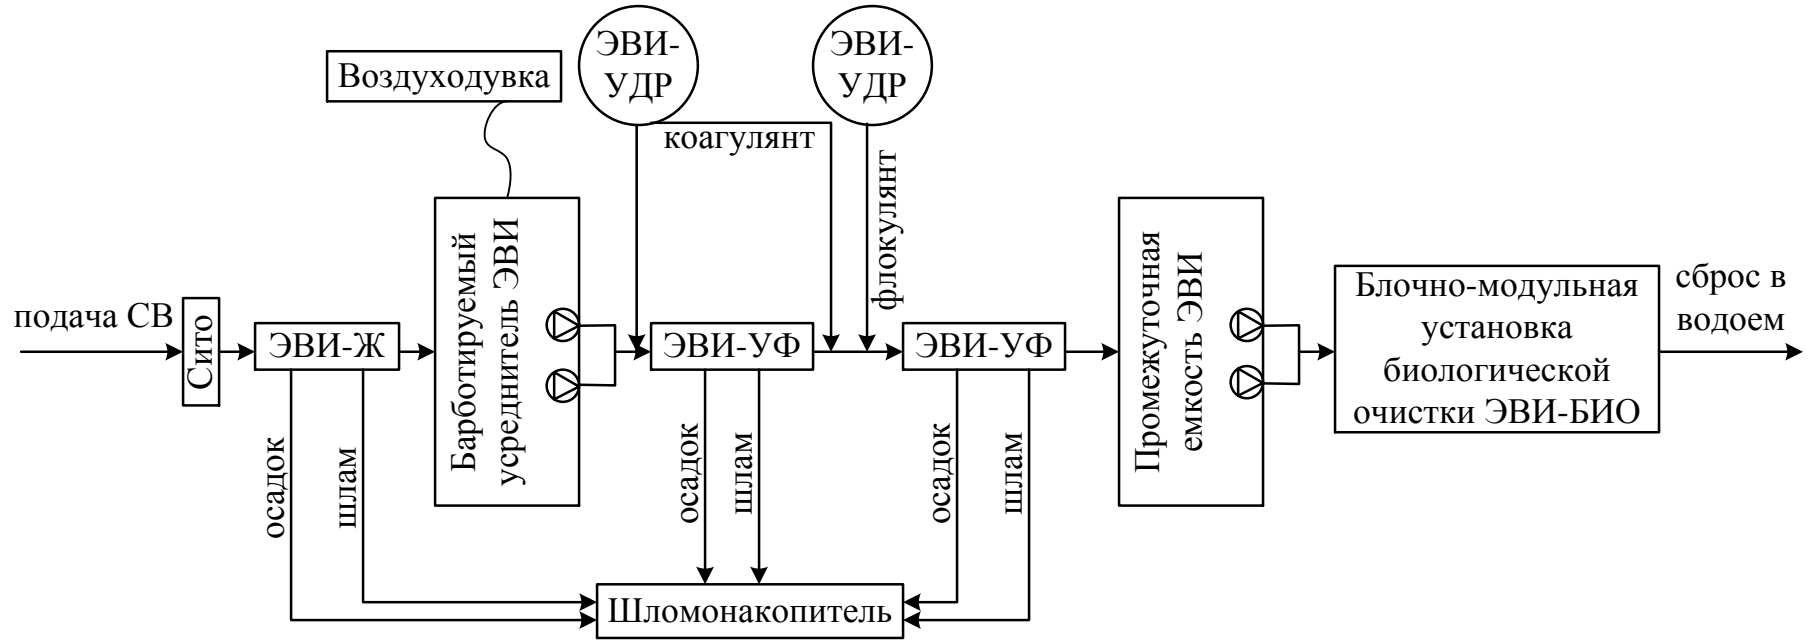 ЭВИ-
УДР
ЭВИ-
УДР
Воздуходувка
коагулянт
флокулянт
подача СВ
Сито
ЭВИ-Ж
Барботируемый
усреднитель ЭВИ
ЭВИ-УФ
ЭВИ-УФ
Промежуточная
емкость ЭВИ
Блочно-модульная
установка
биологической
очистки ЭВИ-БИО
сброс в
водоем
осадок
шлам
осадок
шлам
осадок
шлам
Шломонакопитель